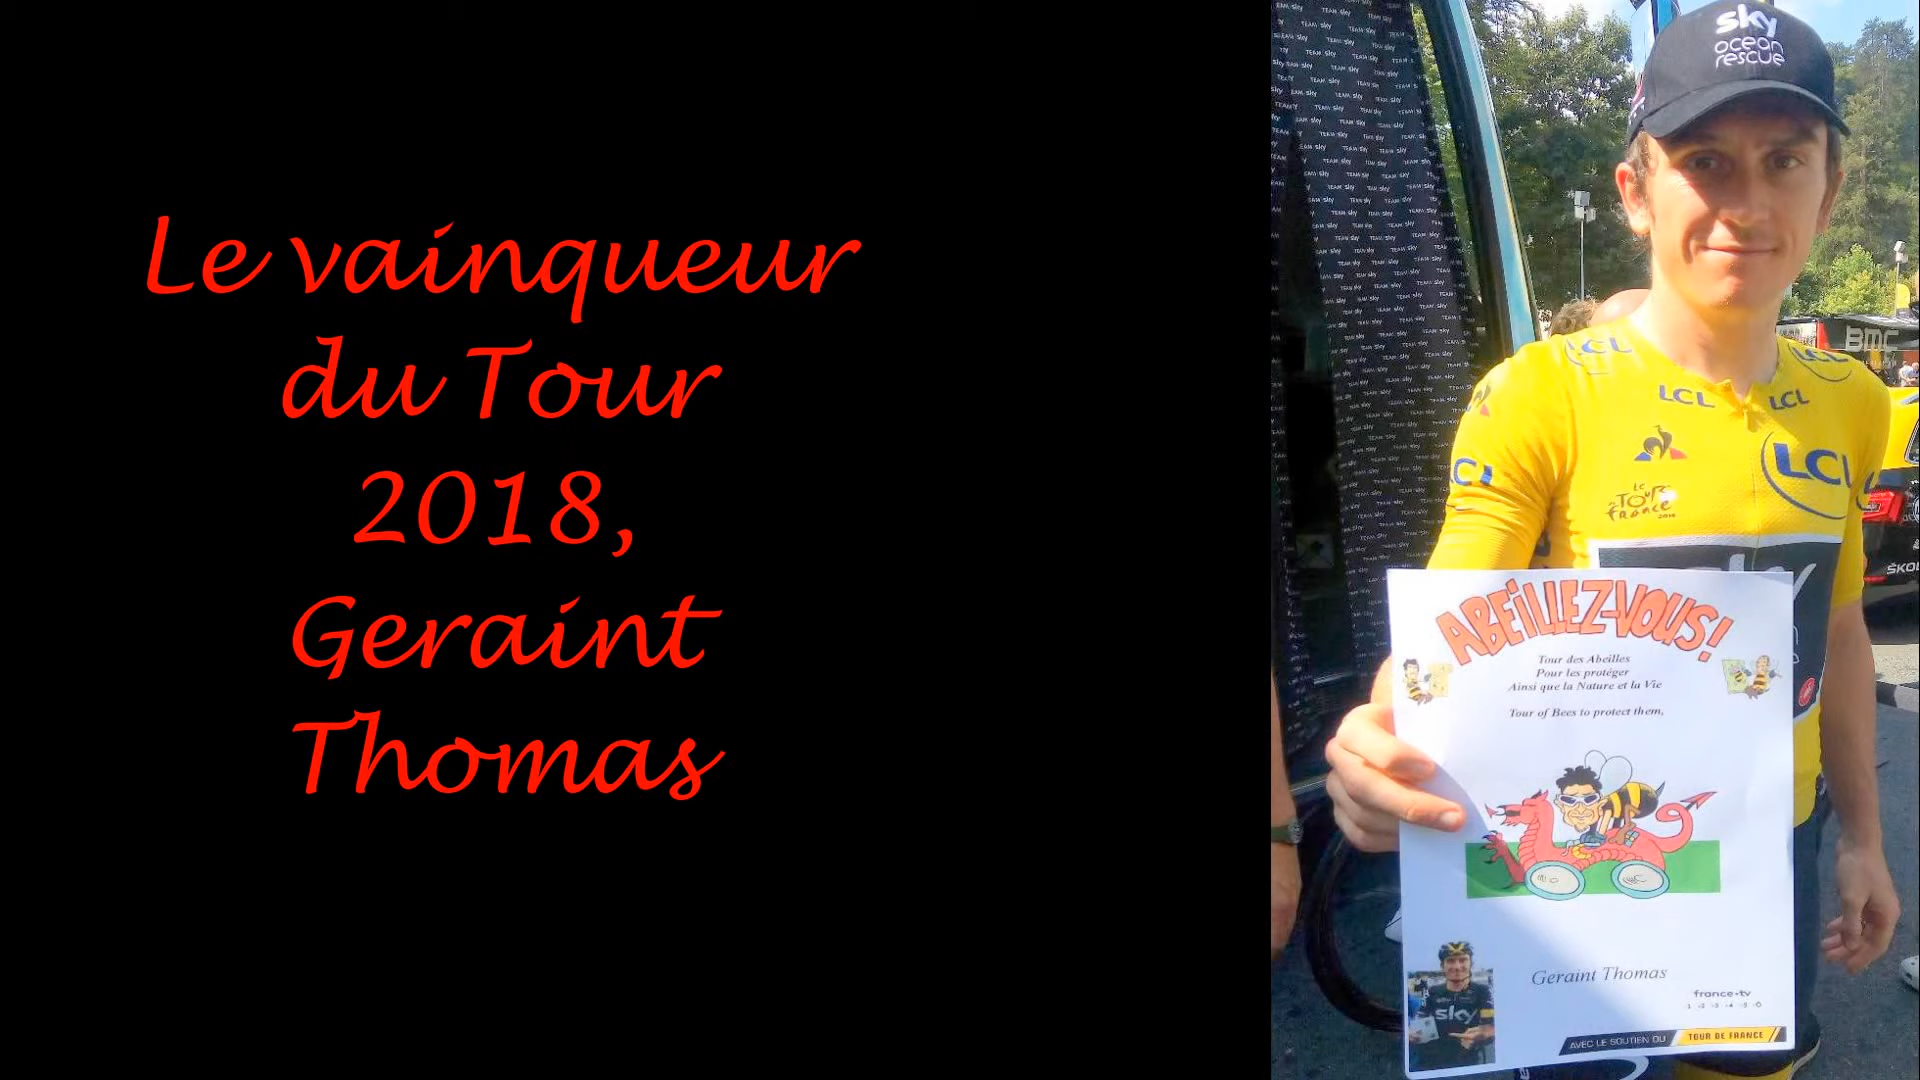 Le vainqueur
du Tour
2018,
Geraint
Thomas
sky
ocean
rescue
BMC
LCL
LCL
LCL
LCL
LCL
le
TOUR
de
FRANCE
ABEILLEZ-VOUS!
Tour des Abeilles
Pour les protéger
Ainsi que la Nature et la Vie
Tour of Bees to protect them,
sky
Geraint Thomas
france•tv
AVEC LE SOUTIEN DU TOUR DE FRANCE